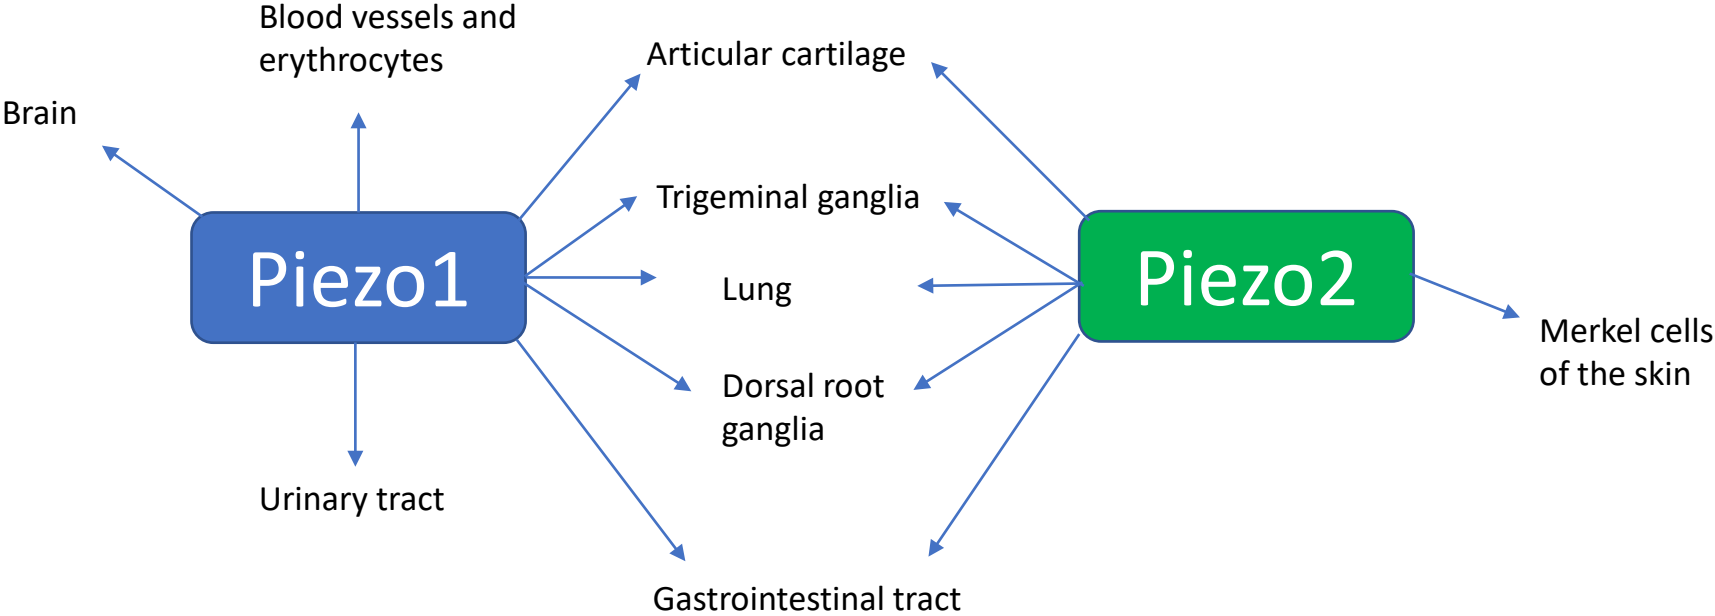 Blood vessels and
erythrocytes
Articular cartilage
Brain
Trigeminal ganglia
Piezo1
Piezo2
Lung
Merkel cells
of the skin
Dorsal root
ganglia
Urinary tract
Gastrointestinal tract